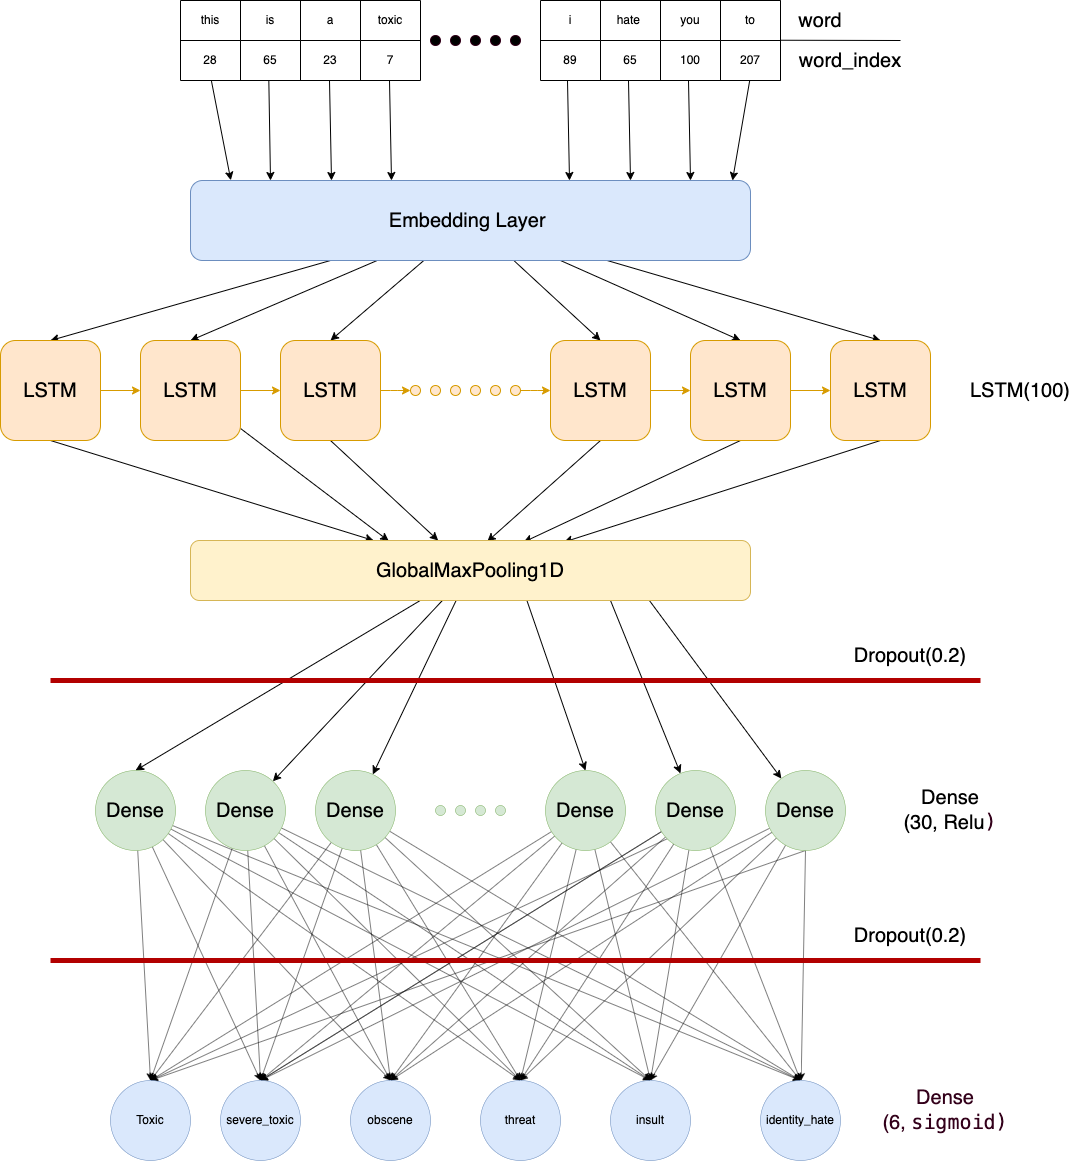 this is a toxic i hate you to word
28 65 23 7 89 65 100 207 word_index
Embedding Layer
LSTM LSTM LSTM LSTM LSTM LSTM LSTM(100)
GlobalMaxPooling1D
Dropout(0.2)
Dense Dense Dense Dense Dense Dense Dense
(30, Relu)
Dropout(0.2)
Toxic severe_toxic obscene threat insult identity_hate Dense
(6, sigmoid)